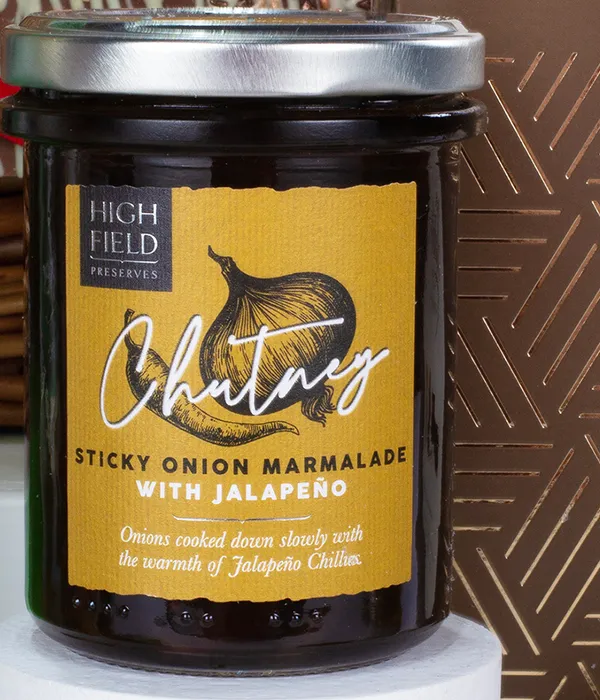 HIGH
FIELD
PRESERVES
Chutney
STICKY ONION MARMALADE
WITH JALAPEÑO
Onions cooked down slowly with
the warmth of Jalapeño Chillies.